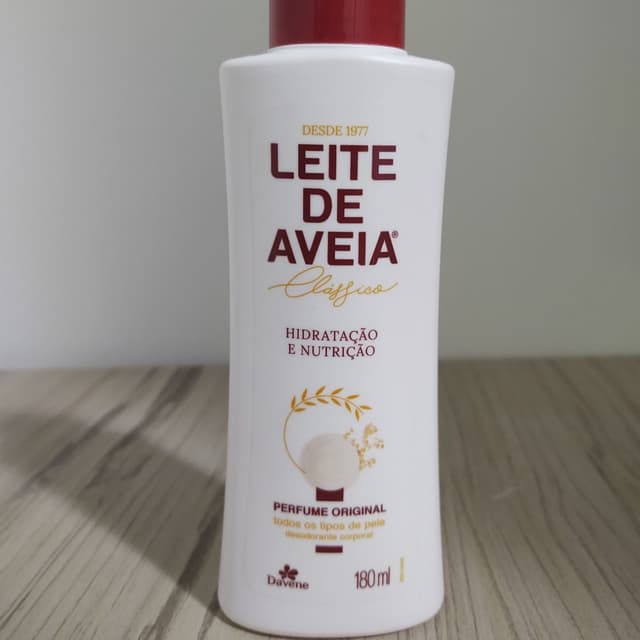 DESDE 1977
LEITE
DE
AVEIA®
Clássico
HIDRATAÇÃO
E NUTRIÇÃO
PERFUME ORIGINAL
todos os tipos de pele
desodorante corporal
Davene
180 ml